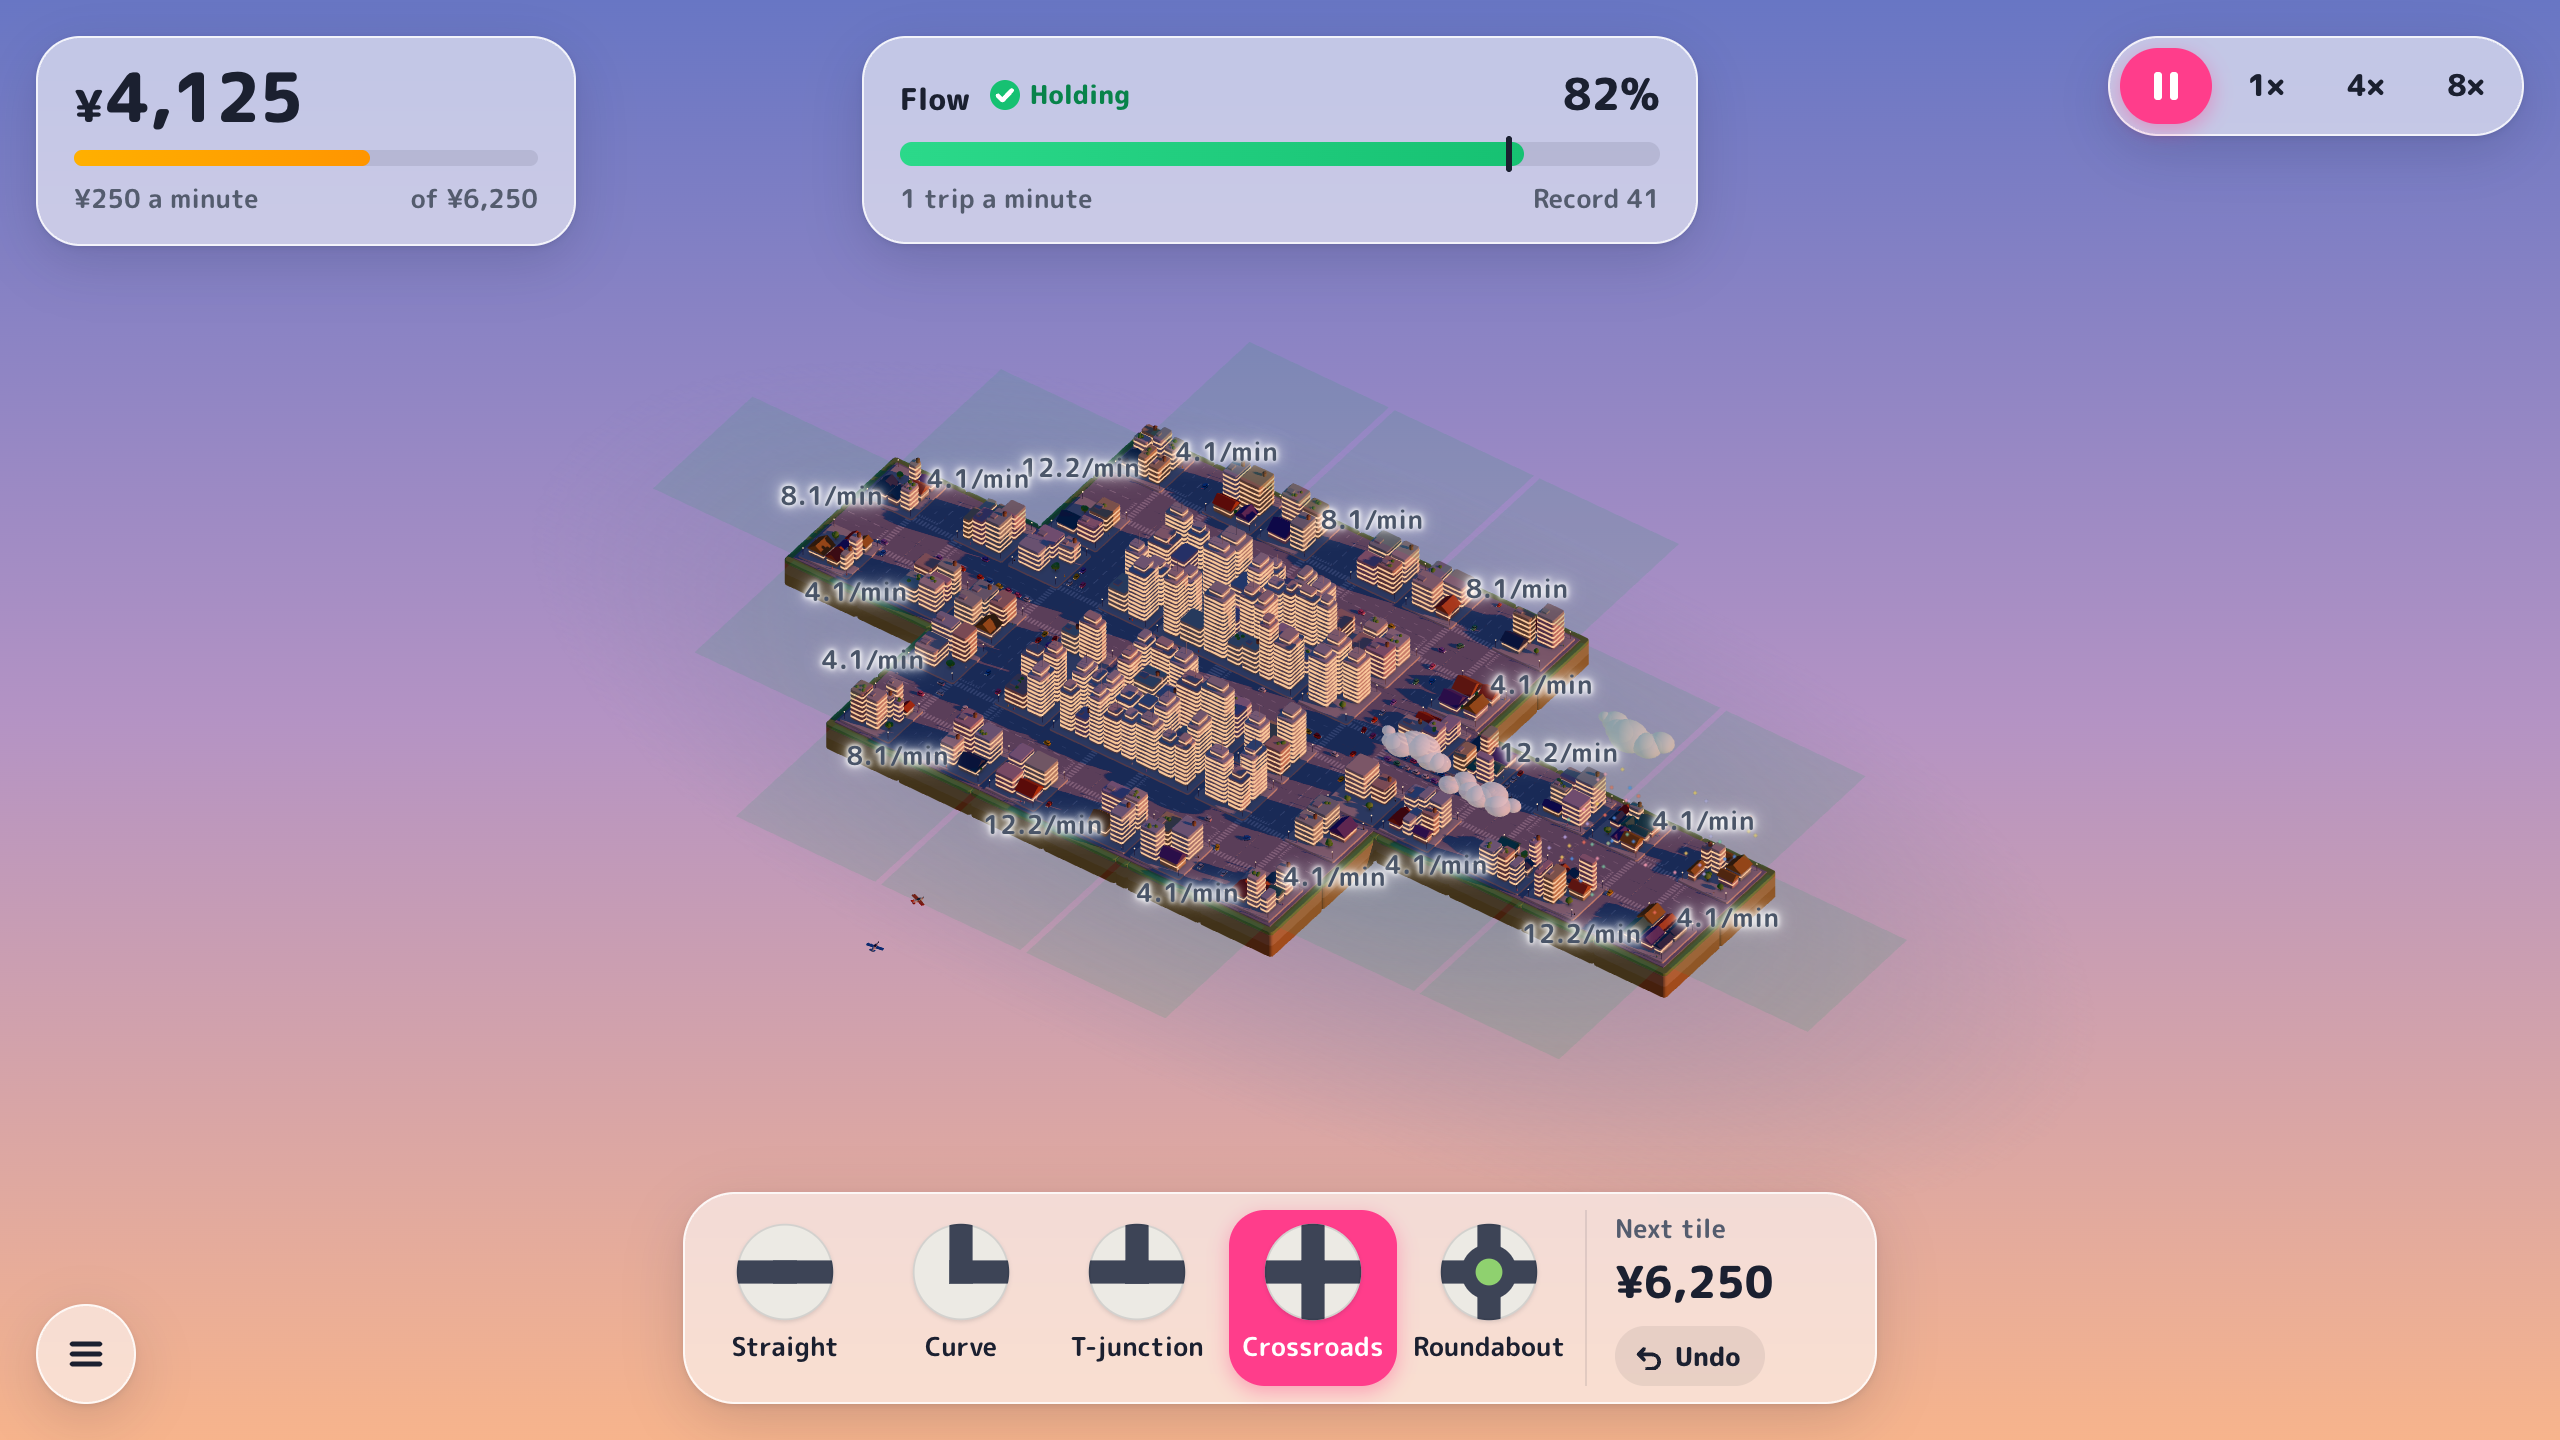 ¥4,125
¥250 a minute
of ¥6,250
Flow
Holding
82%
1 trip a minute
Record 41
1×
4×
8×
4.1/min
12.2/min
4.1/min
8.1/min
8.1/min
8.1/min
4.1/min
4.1/min
4.1/min
8.1/min
12.2/min
12.2/min
4.1/min
4.1/min
4.1/min
4.1/min
4.1/min
12.2/min
Straight
Curve
T-junction
Crossroads
Roundabout
Next tile
¥6,250
Undo